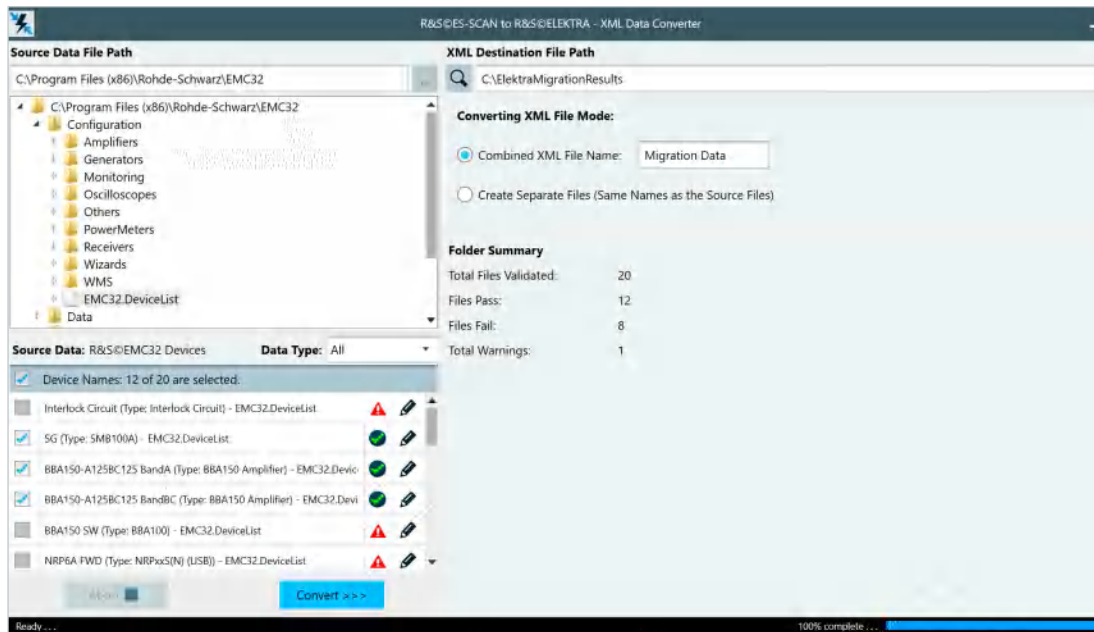 R&S©ES-SCAN to R&S©ELEKTRA - XML Data Converter
Source Data File Path
C:\Program Files (x86)\Rohde-Schwarz\EMC32
...
C:\Program Files (x86)\Rohde-Schwarz\EMC32
Configuration
Amplifiers
Generators
Monitoring
Oscilloscopes
Others
PowerMeters
Receivers
Wizards
WMS
EMC32.DeviceList
Data
Source Data: R&S©EMC32 Devices
Data Type: All
Device Names: 12 of 20 are selected.
Interlock Circuit (Type: Interlock Circuit) - EMC32.DeviceList
SG (Type: SMB100A) - EMC32.DeviceList
BBA150-A125BC125 BandA (Type: BBA150 Amplifier) - EMC32.Devic
BBA150-A125BC125 BandBC (Type: BBA150 Amplifier) - EMC32.Devi
BBA150 SW (Type: BBA100) - EMC32.DeviceList
NRP6A FWD (Type: NRPxxS(N) (USB)) - EMC32.DeviceList
Convert >>>
XML Destination File Path
C:\ElektraMigrationResults
Converting XML File Mode:
Combined XML File Name: Migration Data
Create Separate Files (Same Names as the Source Files)
Folder Summary
Total Files Validated: 20
Files Pass: 12
Files Fail: 8
Total Warnings: 1
Ready . . .
100% complete . . .